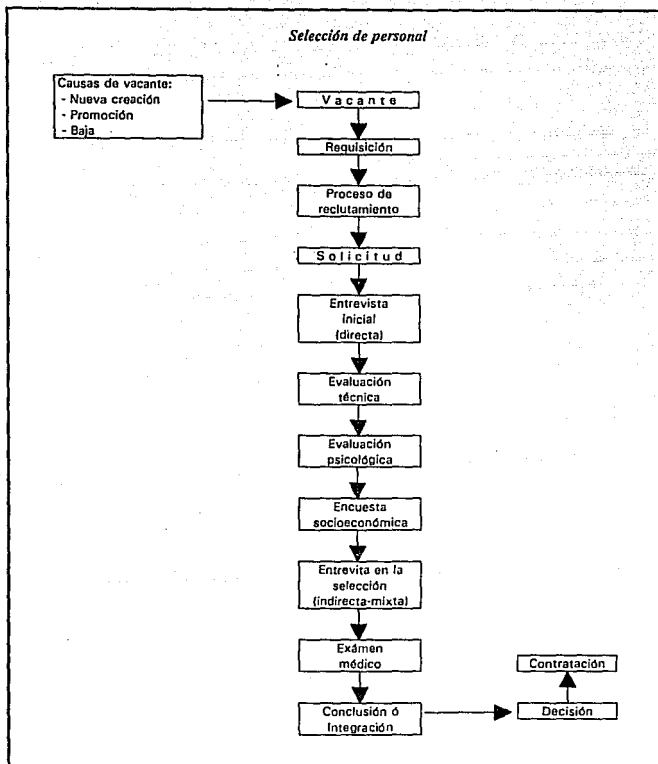 Selección de personal
Causas de vacante:
- Nueva creación
- Promoción
- Baja
Vacante
Requisición
Proceso de
reclutamiento
Solicitud
Entrevista
Inicial
(directa)
Evaluación
técnica
Evaluación
psicológica
Encuesta
socioeconómica
Entrevita en la
selección
(indirecta-mixta)
Exámen
médico
Conclusión ó
Integración
Decisión
Contratación